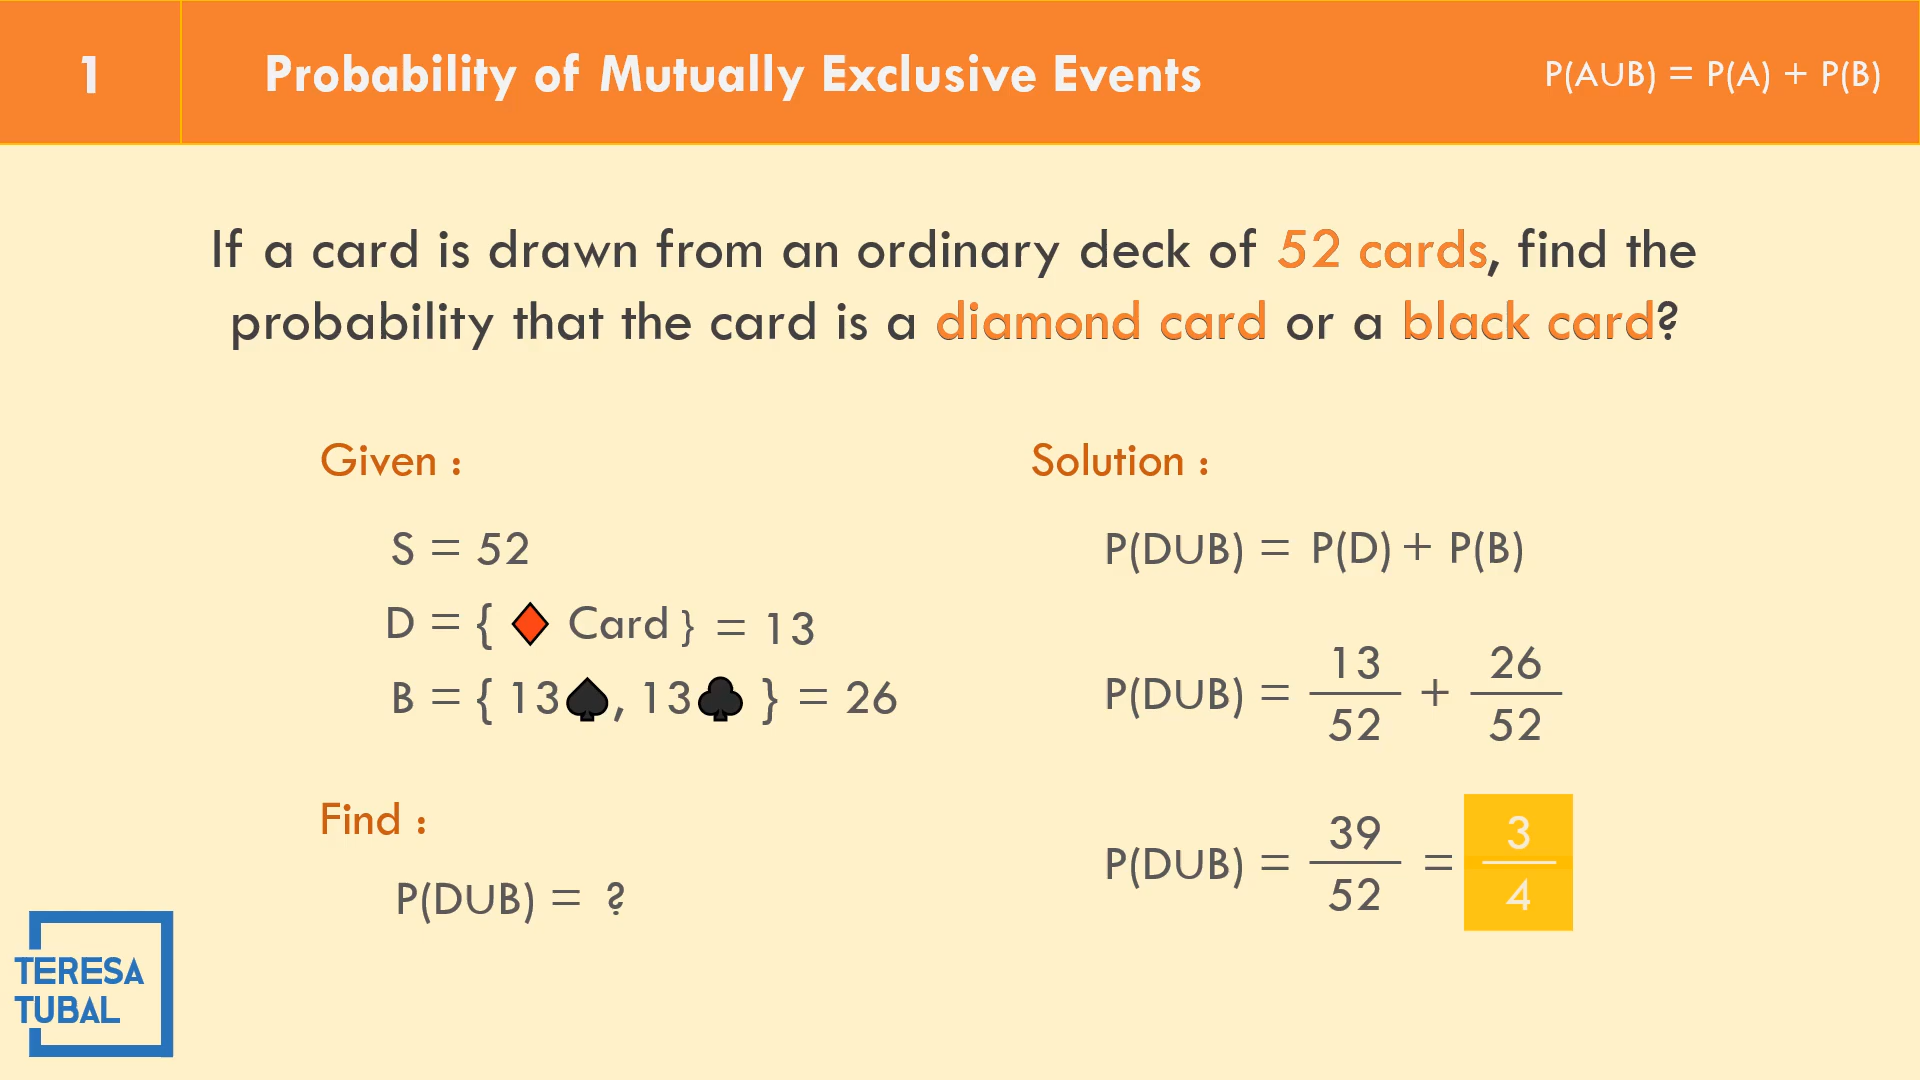 1
Probability of Mutually Exclusive Events
P(AUB) = P(A) + P(B)
If a card is drawn from an ordinary deck of 52 cards, find the
probability that the card is a diamond card or a black card?
Given :
S = 52
D = { ♦ Card } = 13
B = { 13♠, 13♣ } = 26
Find :
P(DUB) = ?
Solution :
P(DUB) = P(D) + P(B)
P(DUB) = 13/52 + 26/52
P(DUB) = 39/52 = 3/4
TERESA
TUBAL